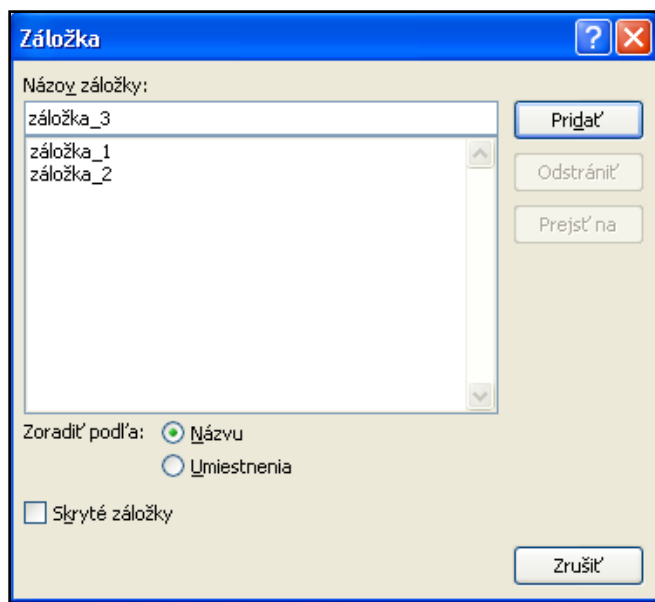 Záložka
Názov záložky:
záložka_3
Pridať
záložka_1
záložka_2
Odstrániť
Prejsť na
Zoradiť podľa:
Názvu
Umiestnenia
Skryté záložky
Zrušiť